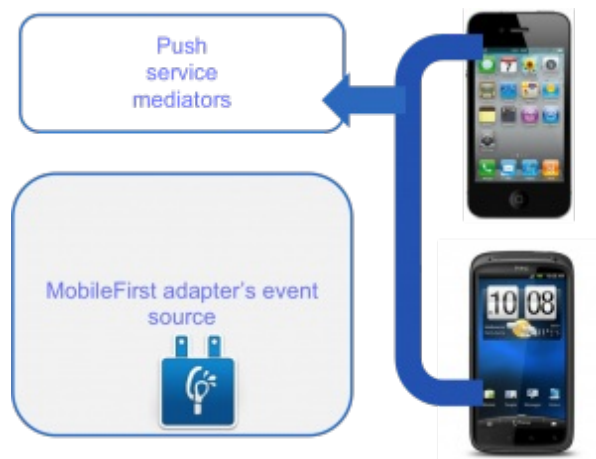 Push
service
mediators
MobileFirst adapter's event
source
10 08